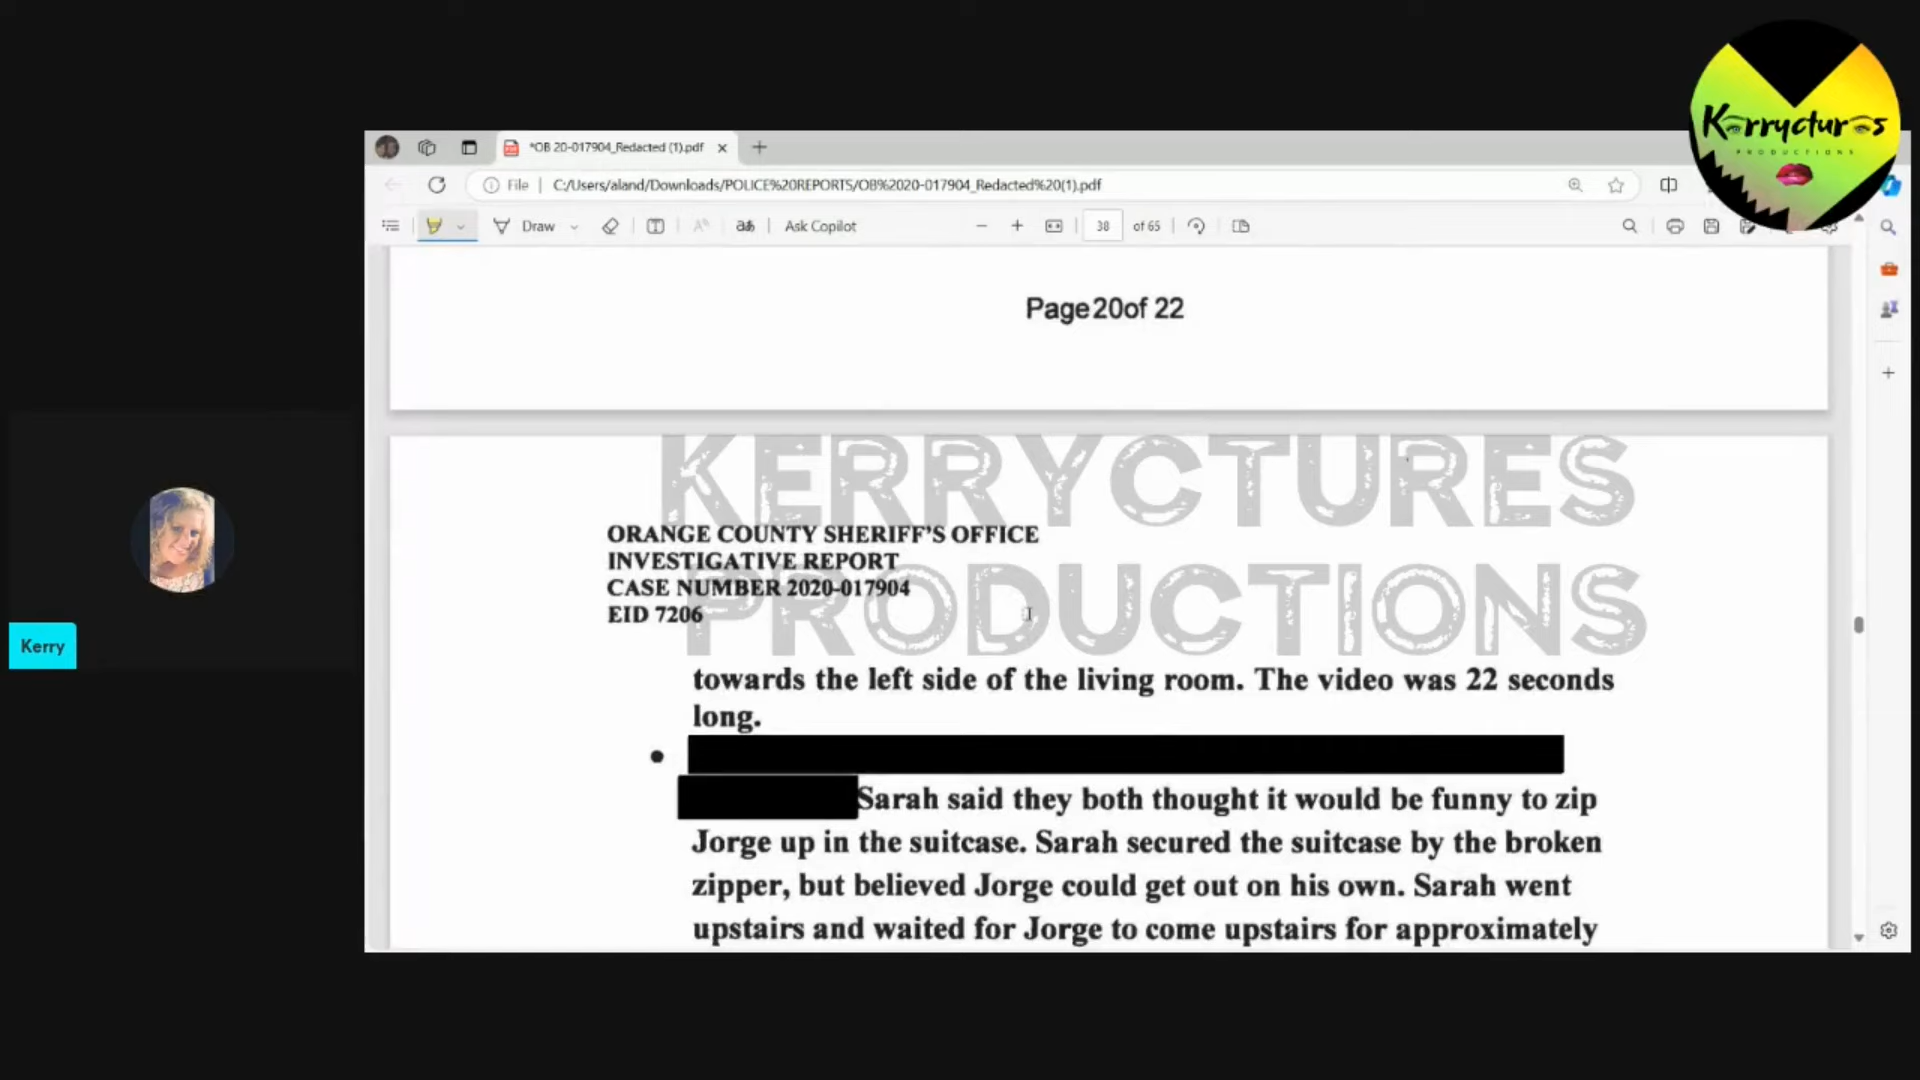 Kerryctures
PRODUCTIONS
*OB 20-017904_Redacted (1).pdf
File
C:/Users/aland/Downloads/POLICE%20REPORTS/OB%2020-017904_Redacted%20(1).pdf
Draw
Ask Copilot
38
of 65
Page20of 22
KERRYCTURES
PRODUCTIONS
ORANGE COUNTY SHERIFF'S OFFICE
INVESTIGATIVE REPORT
CASE NUMBER 2020-017904
EID 7206
towards the left side of the living room. The video was 22 seconds
long.
Sarah said they both thought it would be funny to zip
Jorge up in the suitcase. Sarah secured the suitcase by the broken
zipper, but believed Jorge could get out on his own. Sarah went
upstairs and waited for Jorge to come upstairs for approximately
Kerry